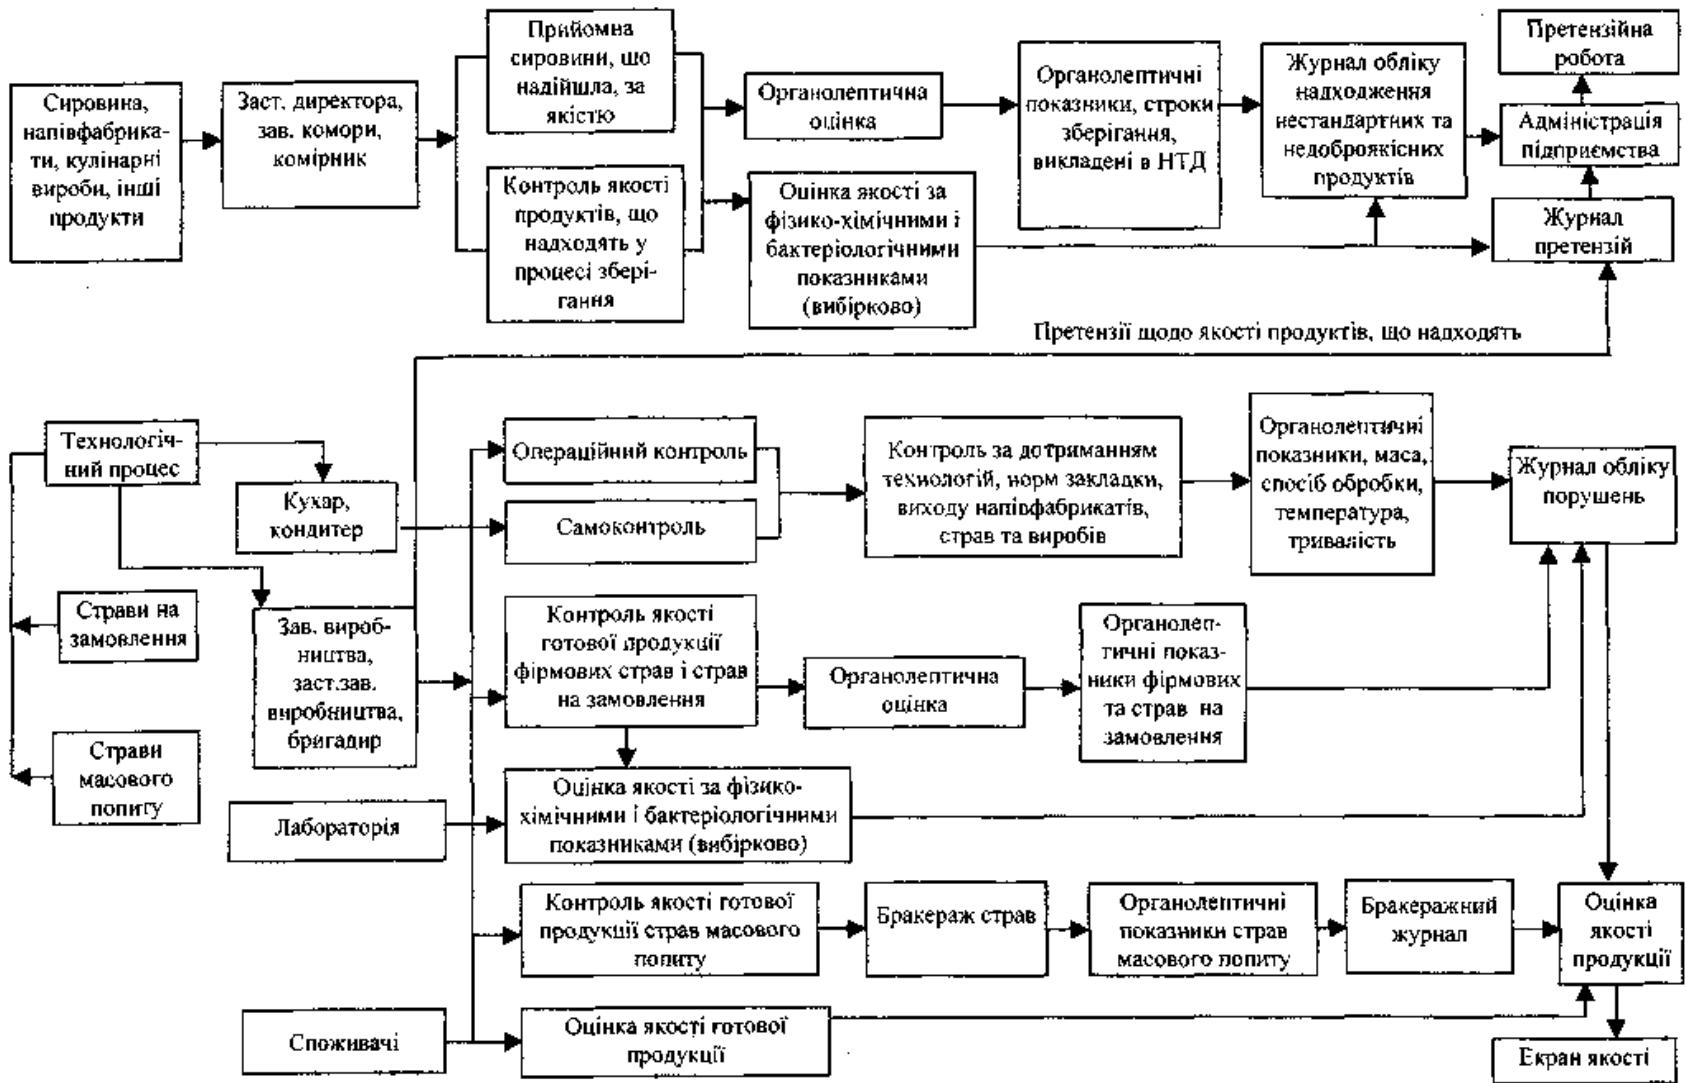 Сировина,
напівфабрика-
ти, кулінарні
вироби, інші
продукти
Заст. директора,
зав. комори,
комірник
Прийомна
сировини, що
надійшла, за
якістю
Контроль якості
продуктів, що
надходять у
процесі збері-
гання
Органолептична
оцінка
Оцінка якості за
фізико-хімічними і
бактеріологічними
показниками
(вибірково)
Органолептичні
показники, строки
зберігання,
викладені в НТД
Журнал обліку
надходження
нестандартних та
недоброякісних
продуктів
Претензійна
робота
Адміністрація
підприємства
Журнал
претензій
Претензії щодо якості продуктів, що надходять
Технологіч-
ний процес
Кухар,
кондитер
Страви на
замовлення
Страви
масового
попиту
Зав. вироб-
ництва,
заст.зав.
виробництва,
бригадир
Операційний контроль
Самоконтроль
Контроль за дотриманням
технологій, норм закладки,
виходу напівфабрикатів,
страв та виробів
Органолептичні
показники, маса,
спосіб обробки,
температура,
тривалість
Журнал обліку
порушень
Контроль якості
готової продукції
фірмових страв і страв
на замовлення
Органолептична
оцінка
Органолеп-
тичні показ-
ники фірмових
та страв на
замовлення
Лабораторія
Оцінка якості за фізико-
хімічними і бактеріологічними
показниками (вибірково)
Контроль якості готової
продукції страв масового
попиту
Бракераж страв
Органолептичні
показники страв
масового попиту
Бракеражний
журнал
Оцінка
якості
продукції
Споживачі
Оцінка якості готової
продукції
Екран якості